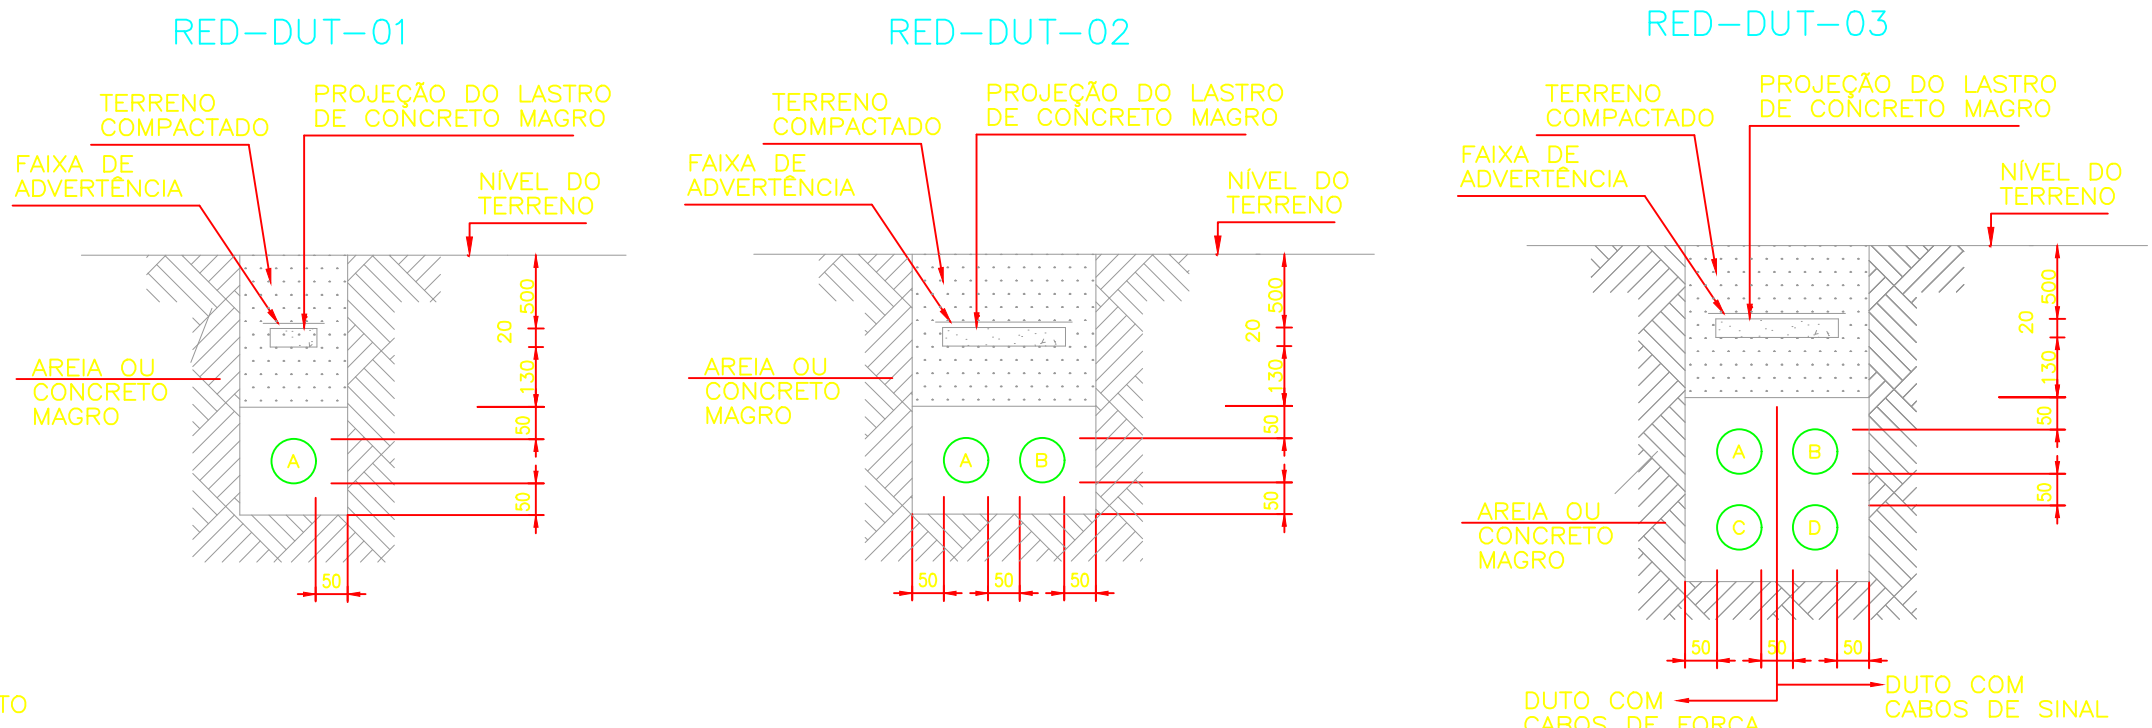 RED-DUT-01
TERRENO
COMPACTADO
PROJEÇÃO DO LASTRO
DE CONCRETO MAGRO
FAIXA DE
ADVERTÊNCIA
NÍVEL DO
TERRENO
500
20
130
AREIA OU
CONCRETO
MAGRO
50
A
50
50
TO
RED-DUT-02
TERRENO
COMPACTADO
PROJEÇÃO DO LASTRO
DE CONCRETO MAGRO
FAIXA DE
ADVERTÊNCIA
NÍVEL DO
TERRENO
500
20
130
AREIA OU
CONCRETO
MAGRO
50
A B
50
50 50 50
RED-DUT-03
TERRENO
COMPACTADO
PROJEÇÃO DO LASTRO
DE CONCRETO MAGRO
FAIXA DE
ADVERTÊNCIA
NÍVEL DO
TERRENO
500
20
130
50
A B
50
AREIA OU
CONCRETO
MAGRO
C D
50 50 50
DUTO COM
CABOS DE FORÇA
DUTO COM
CABOS DE SINAL